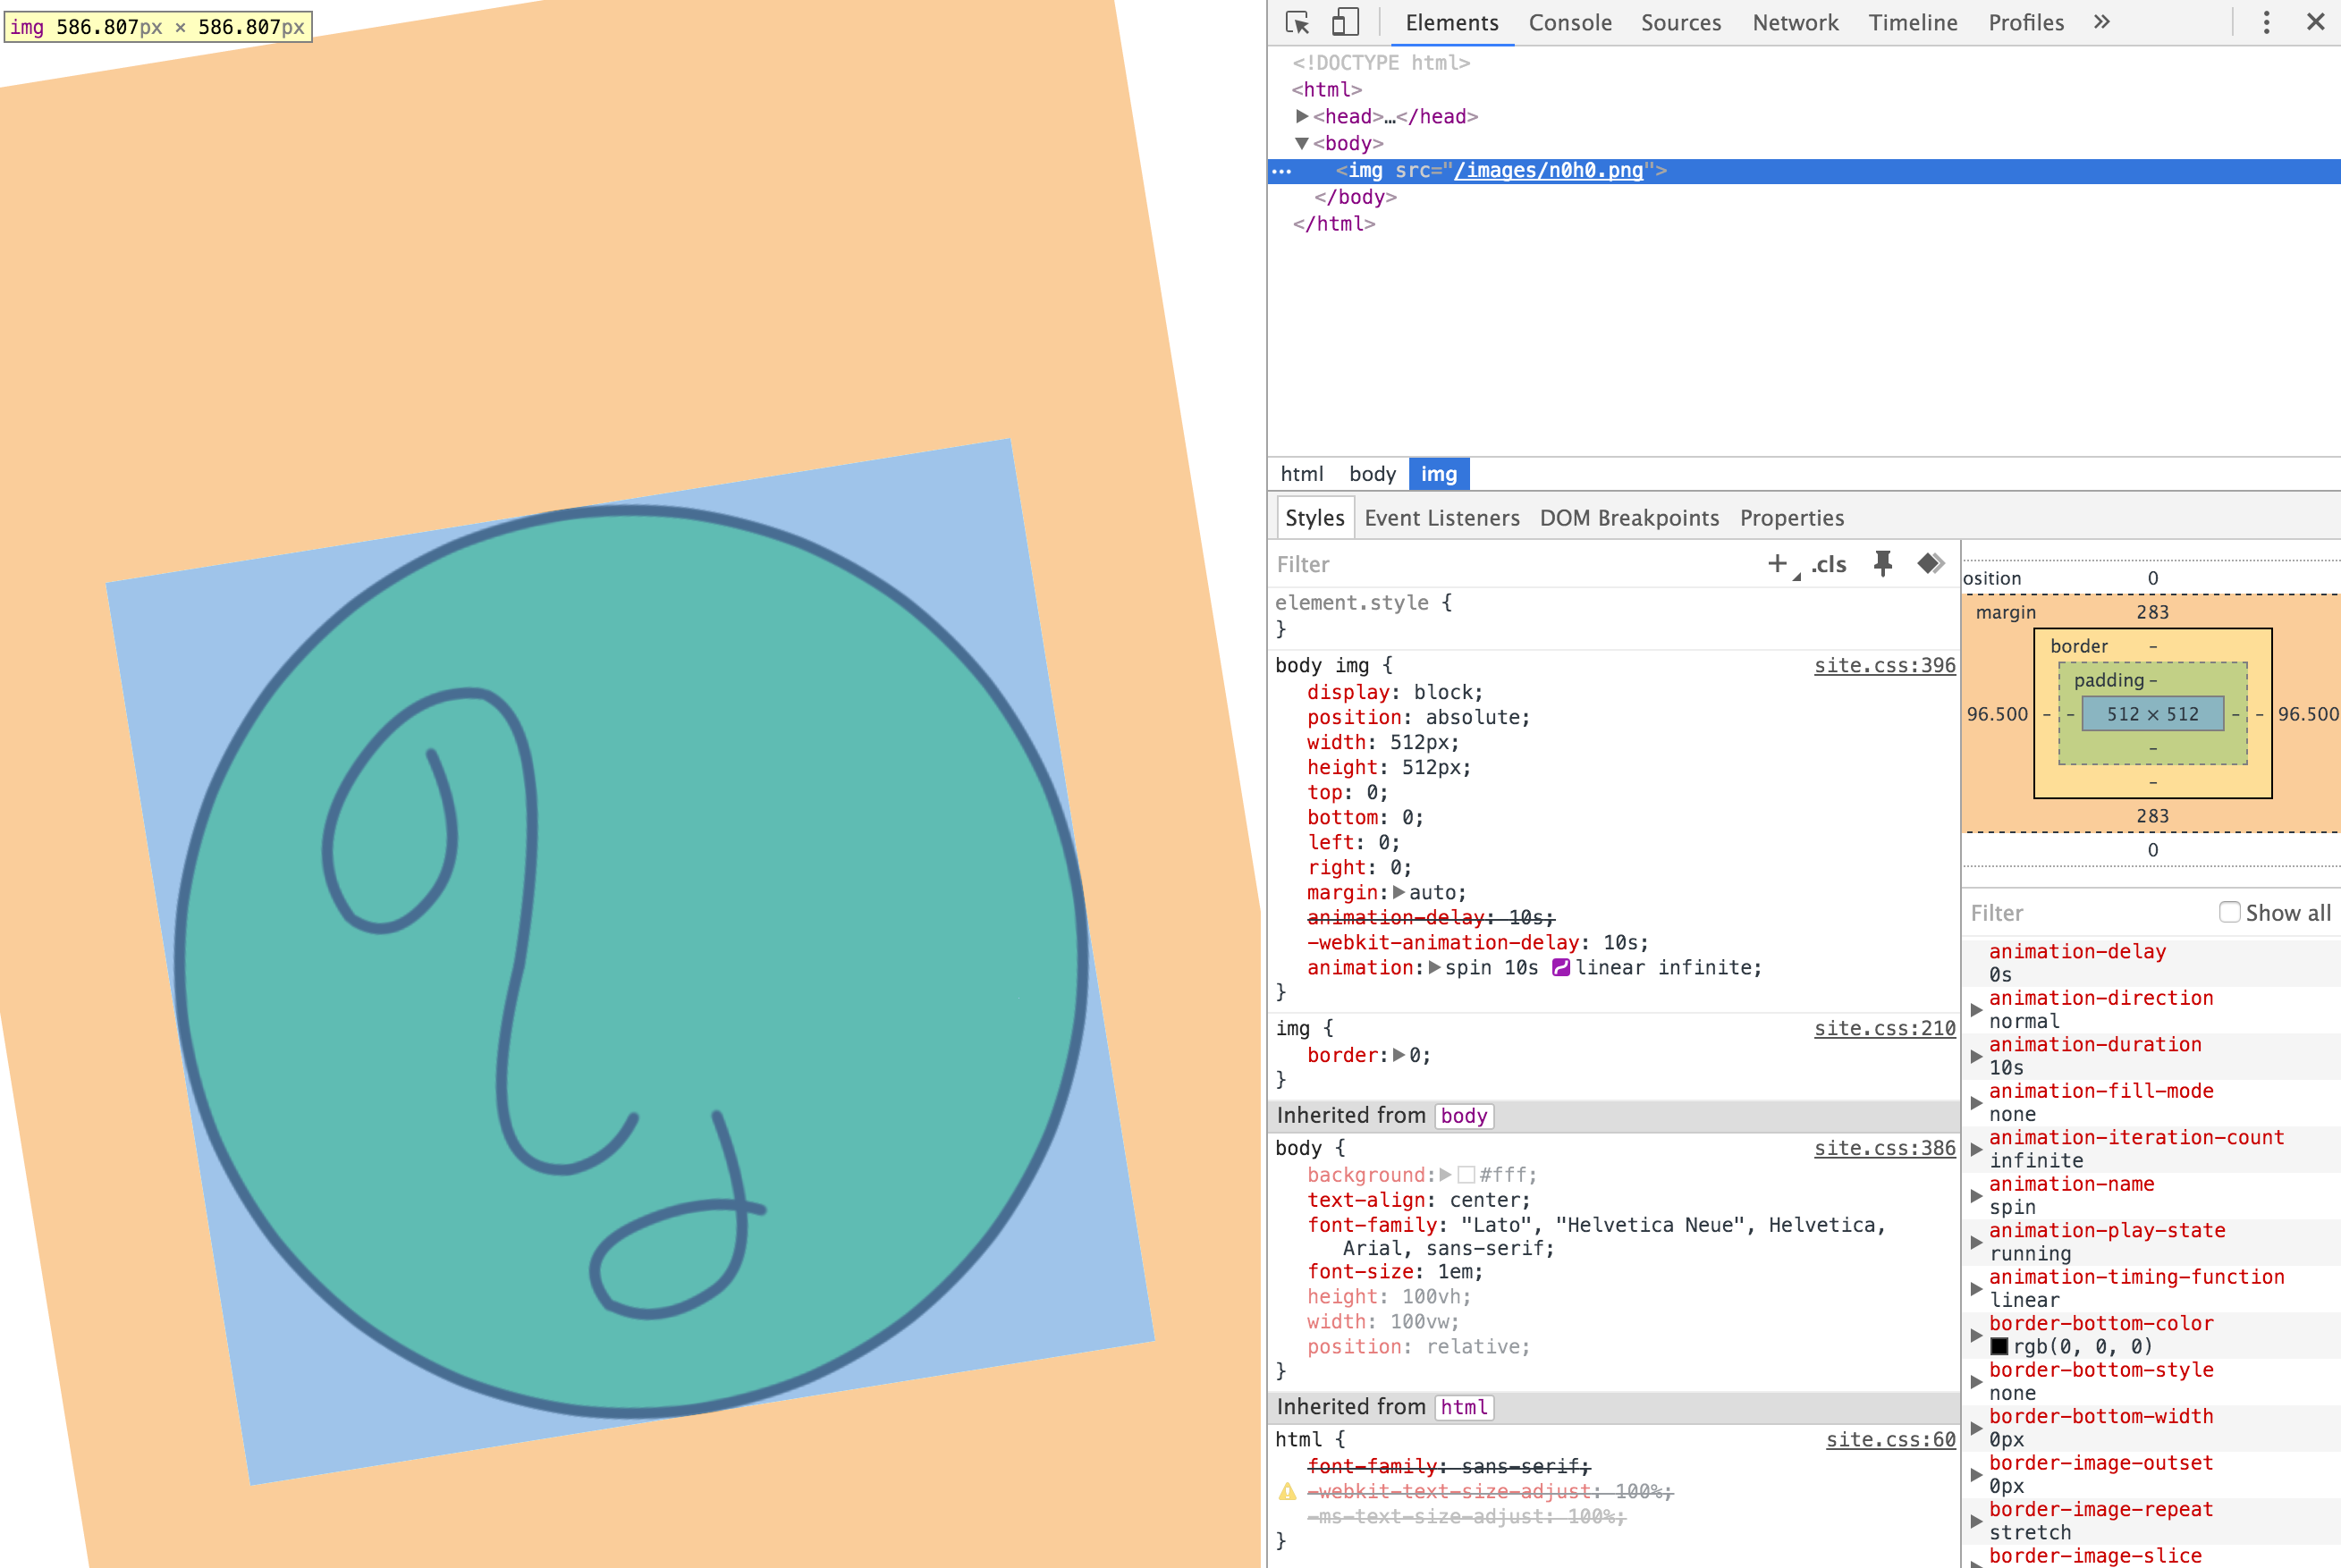 img 586.807px × 586.807px
Elements Console Sources Network Timeline Profiles »
<!DOCTYPE html>
<html>
<head>…</head>
<body>
… <img src="/images/n0h0.png">
</body>
</html>
html body img
Styles Event Listeners DOM Breakpoints Properties
Filter + .cls
element.style {
}
body img { site.css:396
display: block;
position: absolute;
width: 512px;
height: 512px;
top: 0;
bottom: 0;
left: 0;
right: 0;
margin: auto;
animation-delay: 10s;
-webkit-animation-delay: 10s;
animation: spin 10s linear infinite;
}
img { site.css:210
border: 0;
}
Inherited from body
body { site.css:386
background: #fff;
text-align: center;
font-family: "Lato", "Helvetica Neue", Helvetica,
Arial, sans-serif;
font-size: 1em;
height: 100vh;
width: 100vw;
position: relative;
}
Inherited from html
html { site.css:60
font-family: sans-serif;
-webkit-text-size-adjust: 100%;
-ms-text-size-adjust: 100%;
}
osition 0
margin 283
border –
padding –
96.500 – – 512 × 512 – – 96.500
–
–
283
0
Filter Show all
animation-delay
0s
animation-direction
normal
animation-duration
10s
animation-fill-mode
none
animation-iteration-count
infinite
animation-name
spin
animation-play-state
running
animation-timing-function
linear
border-bottom-color
rgb(0, 0, 0)
border-bottom-style
none
border-bottom-width
0px
border-image-outset
0px
border-image-repeat
stretch
border-image-slice